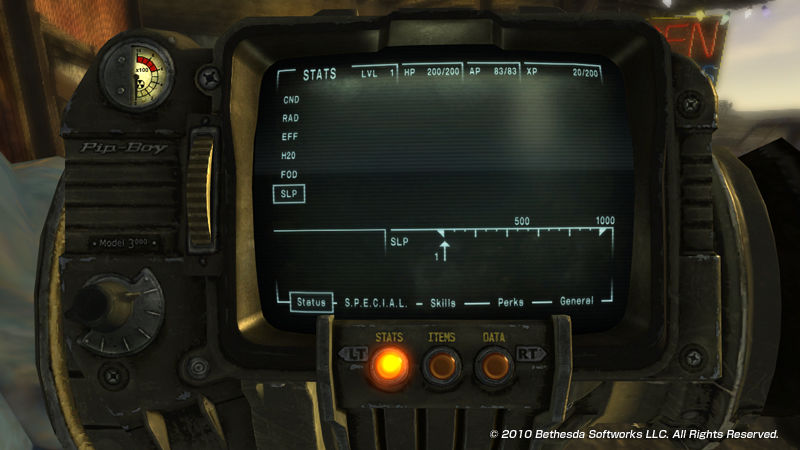 EN
x100
STATS LVL 1 HP 200/200 AP 83/83 XP 20/200
CND
RAD
EFF
H20
FOD
SLP
Pip-Boy
Model 3000
500 1000
SLP
1
Status S.P.E.C.I.A.L. Skills Perks General
STATS ITEMS DATA
LT RT
© 2010 Bethesda Softworks LLC. All Rights Reserved.